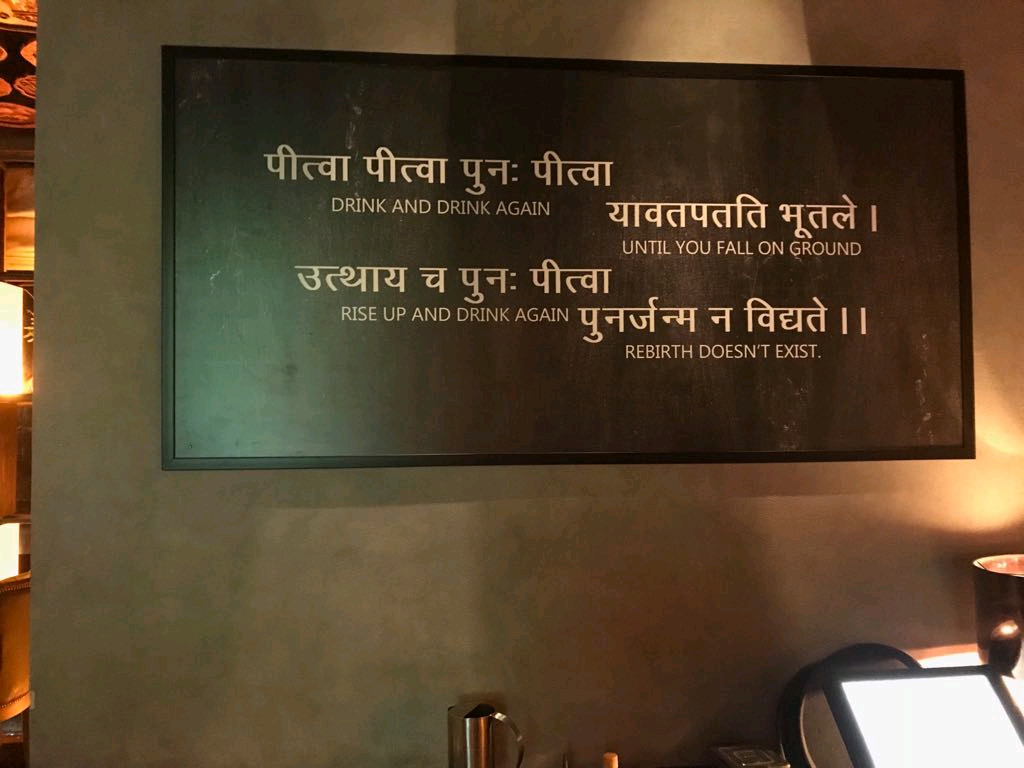 पीत्वा पीत्वा पुनः पीत्वा
DRINK AND DRINK AGAIN
यावतपतति भूतले |
UNTIL YOU FALL ON GROUND
उत्थाय च पुनः पीत्वा
RISE UP AND DRINK AGAIN
पुनर्जन्म न विद्यते ||
REBIRTH DOESN'T EXIST.